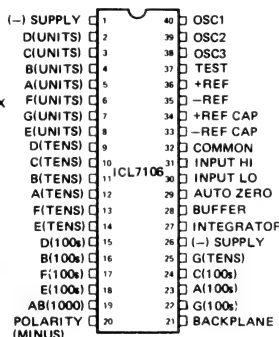 (–) SUPPLY 1 40 OSC1
D(UNITS) 2 39 OSC2
C(UNITS) 3 38 OSC3
B(UNITS) 4 37 TEST
A(UNITS) 5 36 +REF
x F(UNITS) 6 35 –REF
G(UNITS) 7 34 +REF CAP
E(UNITS) 8 33 –REF CAP
D(TENS) 9 32 COMMON
C(TENS) 10 31 INPUT HI
B(TENS) 11 ICL7106 30 INPUT LO
A(TENS) 12 29 AUTO ZERO
F(TENS) 13 28 BUFFER
E(TENS) 14 27 INTEGRATOR
D(100s) 15 26 (–) SUPPLY
B(100s) 16 25 G(TENS)
F(100s) 17 24 C(100s)
E(100s) 18 23 A(100s)
AB(1000) 19 22 G(100s)
POLARITY 20 21 BACKPLANE
(MINUS)